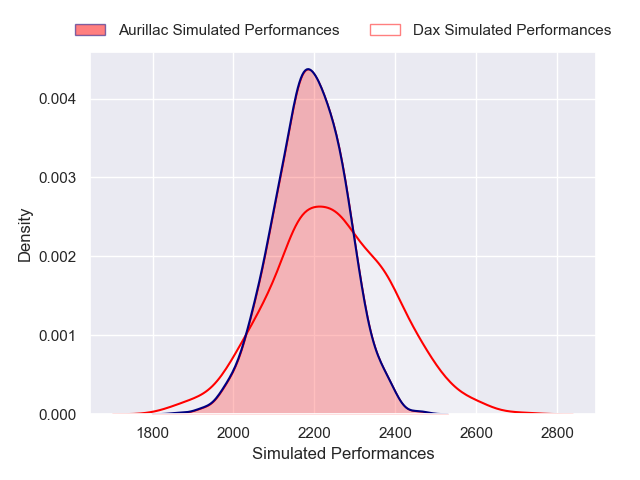 Aurillac Simulated Performances Dax Simulated Performances
0.004
0.003
0.002
0.001
0.000
Density
1800 2000 2200 2400 2600 2800
Simulated Performances